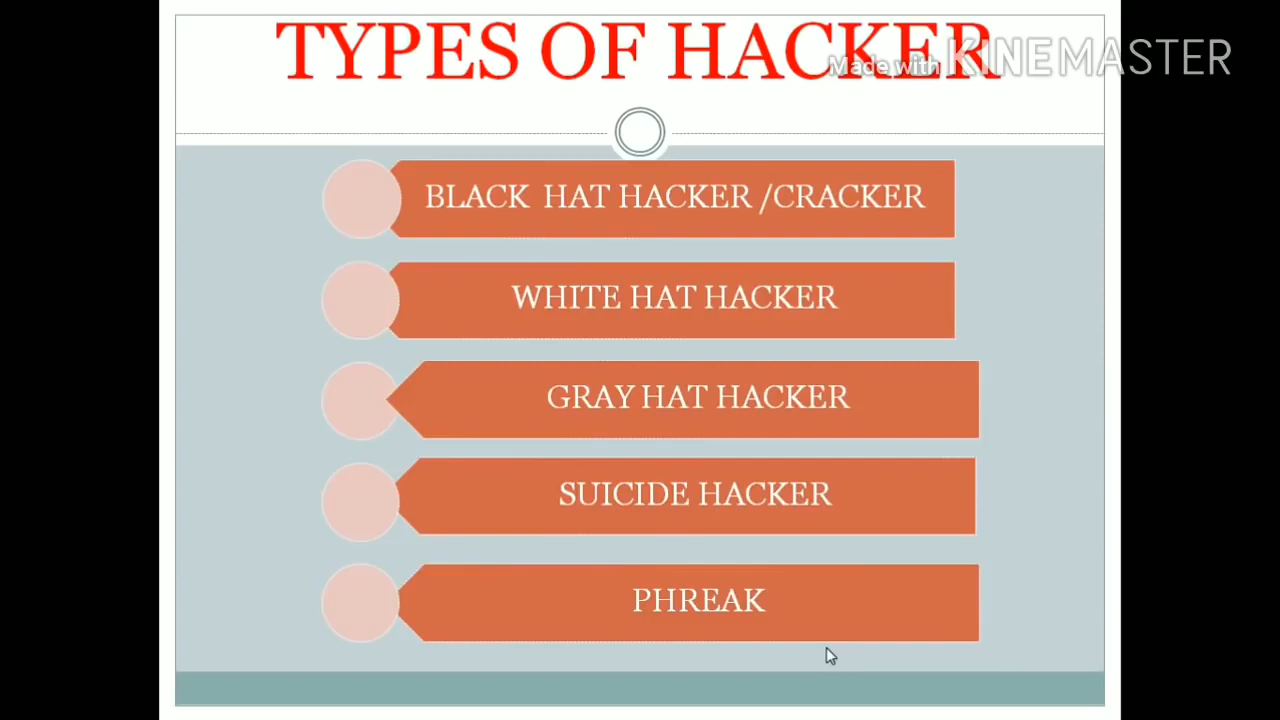 TYPES OF HACKER
Made with KINEMASTER
BLACK HAT HACKER /CRACKER
WHITE HAT HACKER
GRAY HAT HACKER
SUICIDE HACKER
PHREAK